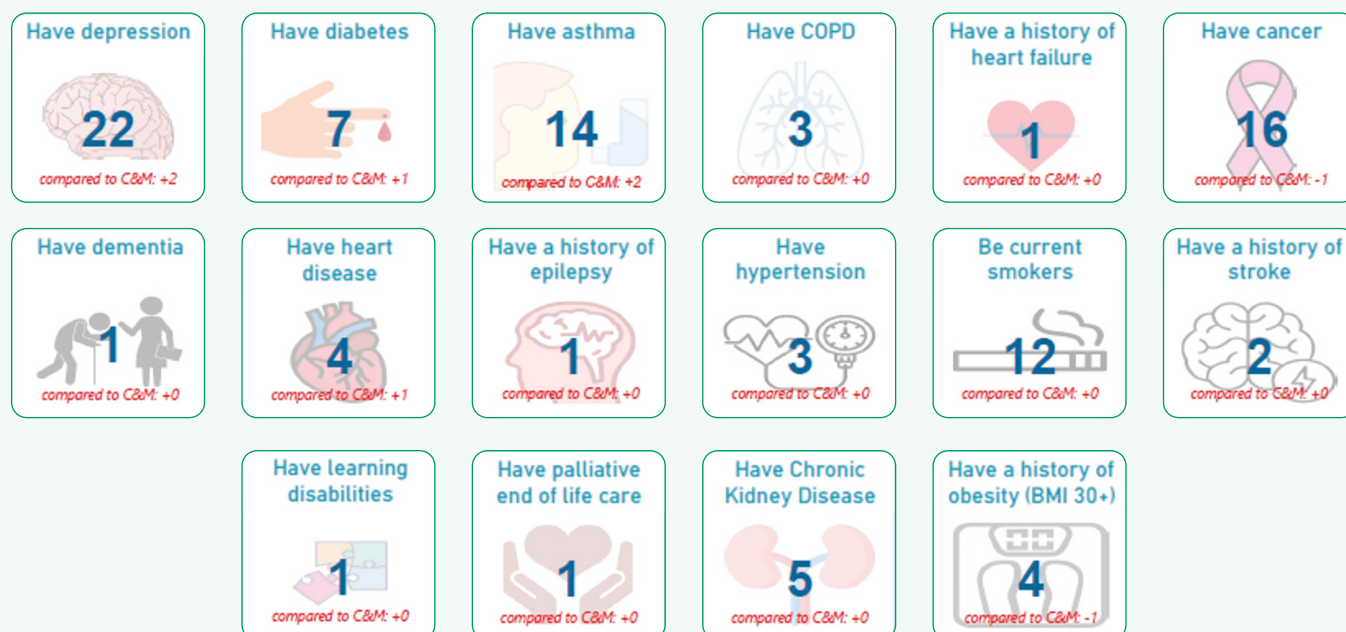 Have depression
22
compared to C&M: +2
Have diabetes
7
compared to C&M: +1
Have asthma
14
compared to C&M: +2
Have COPD
3
compared to C&M: +0
Have a history of
heart failure
1
compared to C&M: +0
Have cancer
16
compared to C&M: -1
Have dementia
1
compared to C&M: +0
Have heart
disease
4
compared to C&M: +1
Have a history of
epilepsy
1
compared to C&M: +0
Have
hypertension
3
compared to C&M: +0
Be current
smokers
12
compared to C&M: +0
Have a history of
stroke
2
compared to C&M: +0
Have learning
disabilities
1
compared to C&M: +0
Have palliative
end of life care
1
compared to C&M: +0
Have Chronic
Kidney Disease
5
compared to C&M: +0
Have a history of
obesity (BMI 30+)
4
compared to C&M: -1